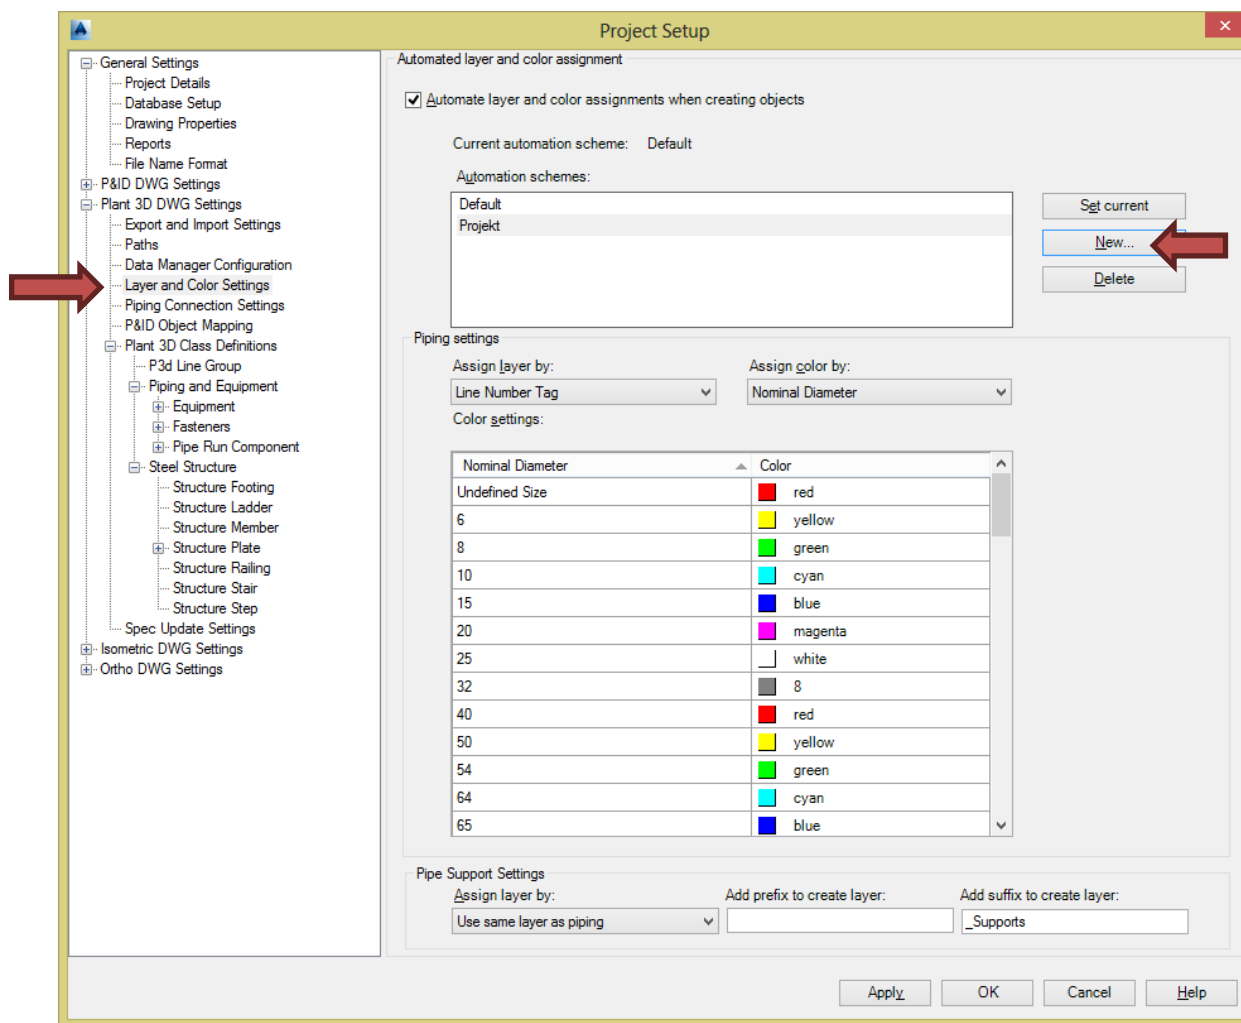 Project Setup
General Settings
Project Details
Database Setup
Drawing Properties
Reports
File Name Format
P&ID DWG Settings
Plant 3D DWG Settings
Export and Import Settings
Paths
Data Manager Configuration
Layer and Color Settings
Piping Connection Settings
P&ID Object Mapping
Plant 3D Class Definitions
P3d Line Group
Piping and Equipment
Equipment
Fasteners
Pipe Run Component
Steel Structure
Structure Footing
Structure Ladder
Structure Member
Structure Plate
Structure Railing
Structure Stair
Structure Step
Spec Update Settings
Isometric DWG Settings
Ortho DWG Settings
Automated layer and color assignment
Automate layer and color assignments when creating objects
Current automation scheme: Default
Automation schemes:
Default
Projekt
Set current
New...
Delete
Piping settings
Assign layer by: Assign color by:
Line Number Tag Nominal Diameter
Color settings:
Nominal Diameter Color
Undefined Size red
6 yellow
8 green
10 cyan
15 blue
20 magenta
25 white
32 8
40 red
50 yellow
54 green
64 cyan
65 blue
Pipe Support Settings
Assign layer by: Add prefix to create layer: Add suffix to create layer:
Use same layer as piping _Supports
Apply OK Cancel Help